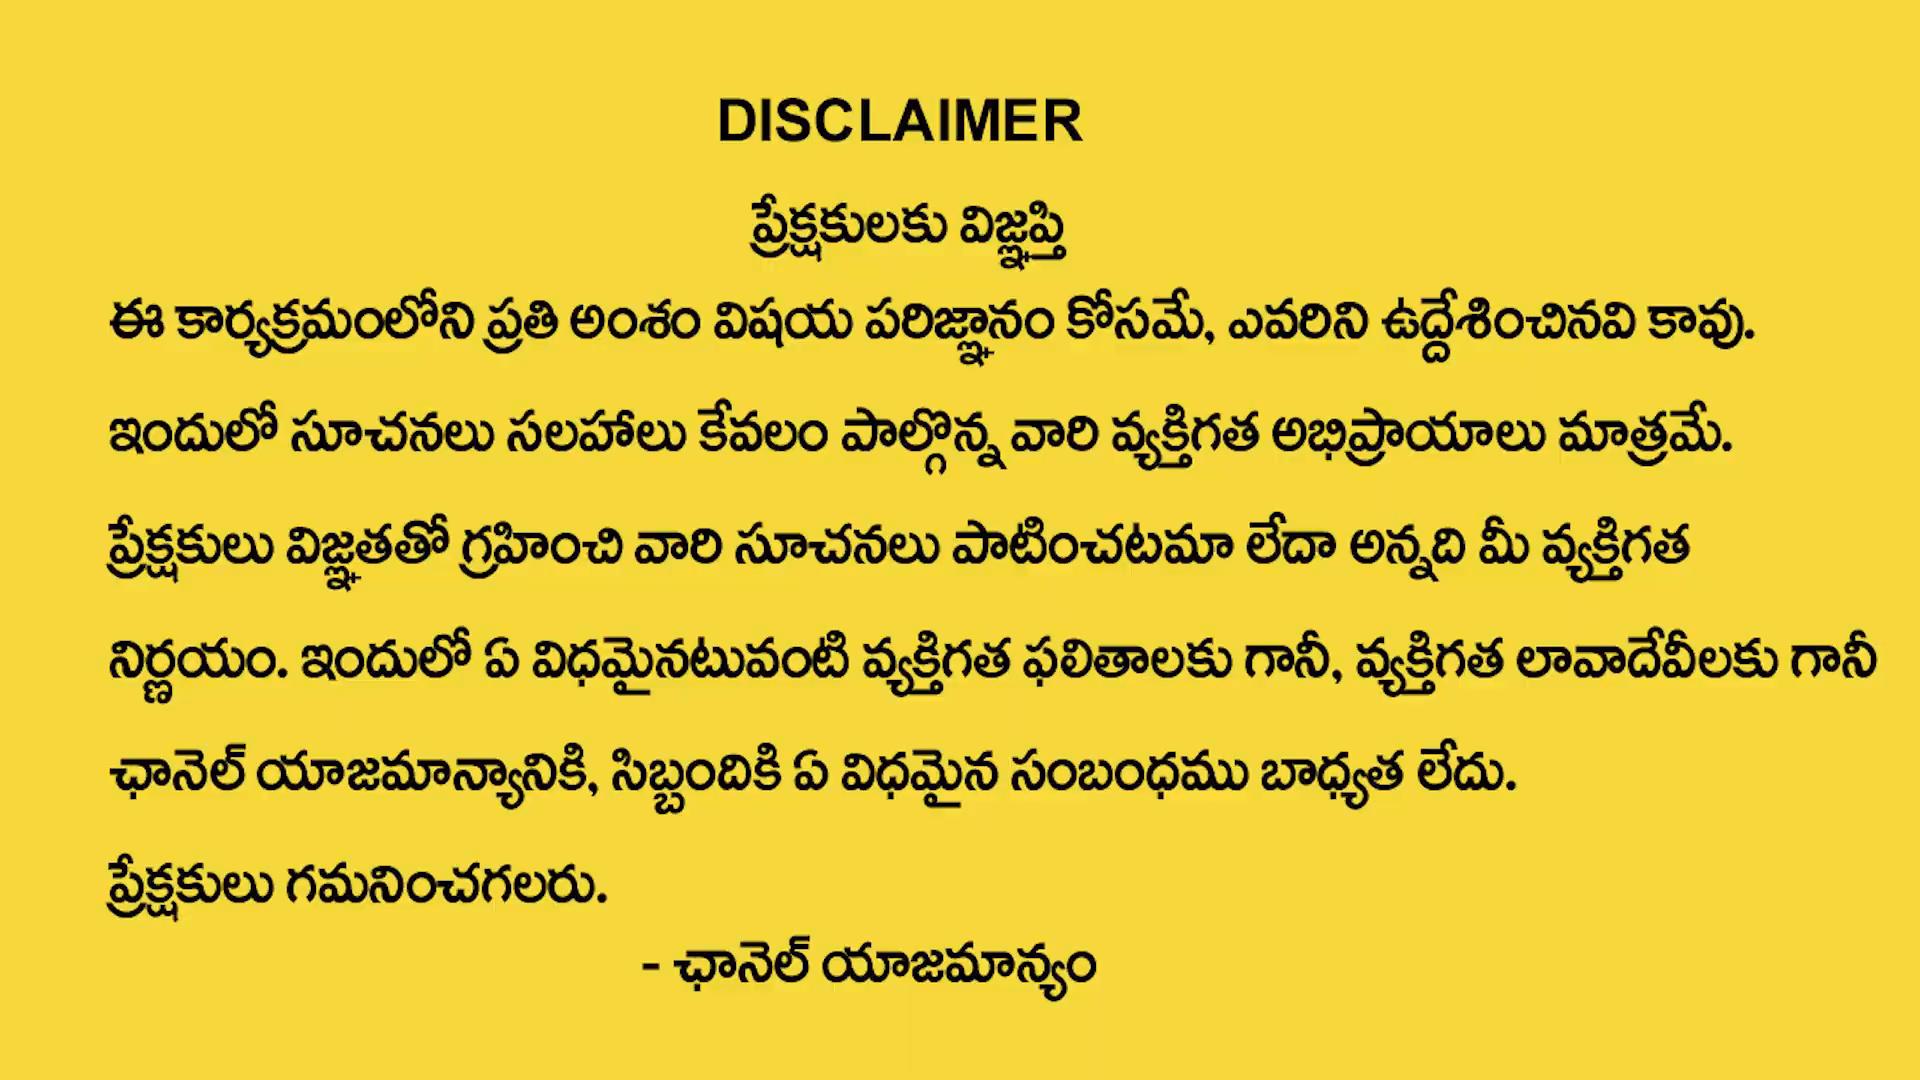 DISCLAIMER
ప్రేక్షకులకు విజ్ఞప్తి
ఈ కార్యక్రమంలోని ప్రతి అంశం విషయ పరిజ్ఞానం కోసమే, ఎవరిని ఉద్దేశించినవి కావు.
ఇందులో సూచనలు సలహాలు కేవలం పాల్గొన్న వారి వ్యక్తిగత అభిప్రాయాలు మాత్రమే.
ప్రేక్షకులు విజ్ఞతతో గ్రహించి వారి సూచనలు పాటించటమా లేదా అన్నది మీ వ్యక్తిగత
నిర్ణయం. ఇందులో ఏ విధమైనటువంటి వ్యక్తిగత ఫలితాలకు గానీ, వ్యక్తిగత లావాదేవీలకు గానీ
ఛానెల్ యాజమాన్యానికి, సిబ్బందికి ఏ విధమైన సంబంధము బాధ్యత లేదు.
ప్రేక్షకులు గమనించగలరు.
- ఛానెల్ యాజమాన్యం